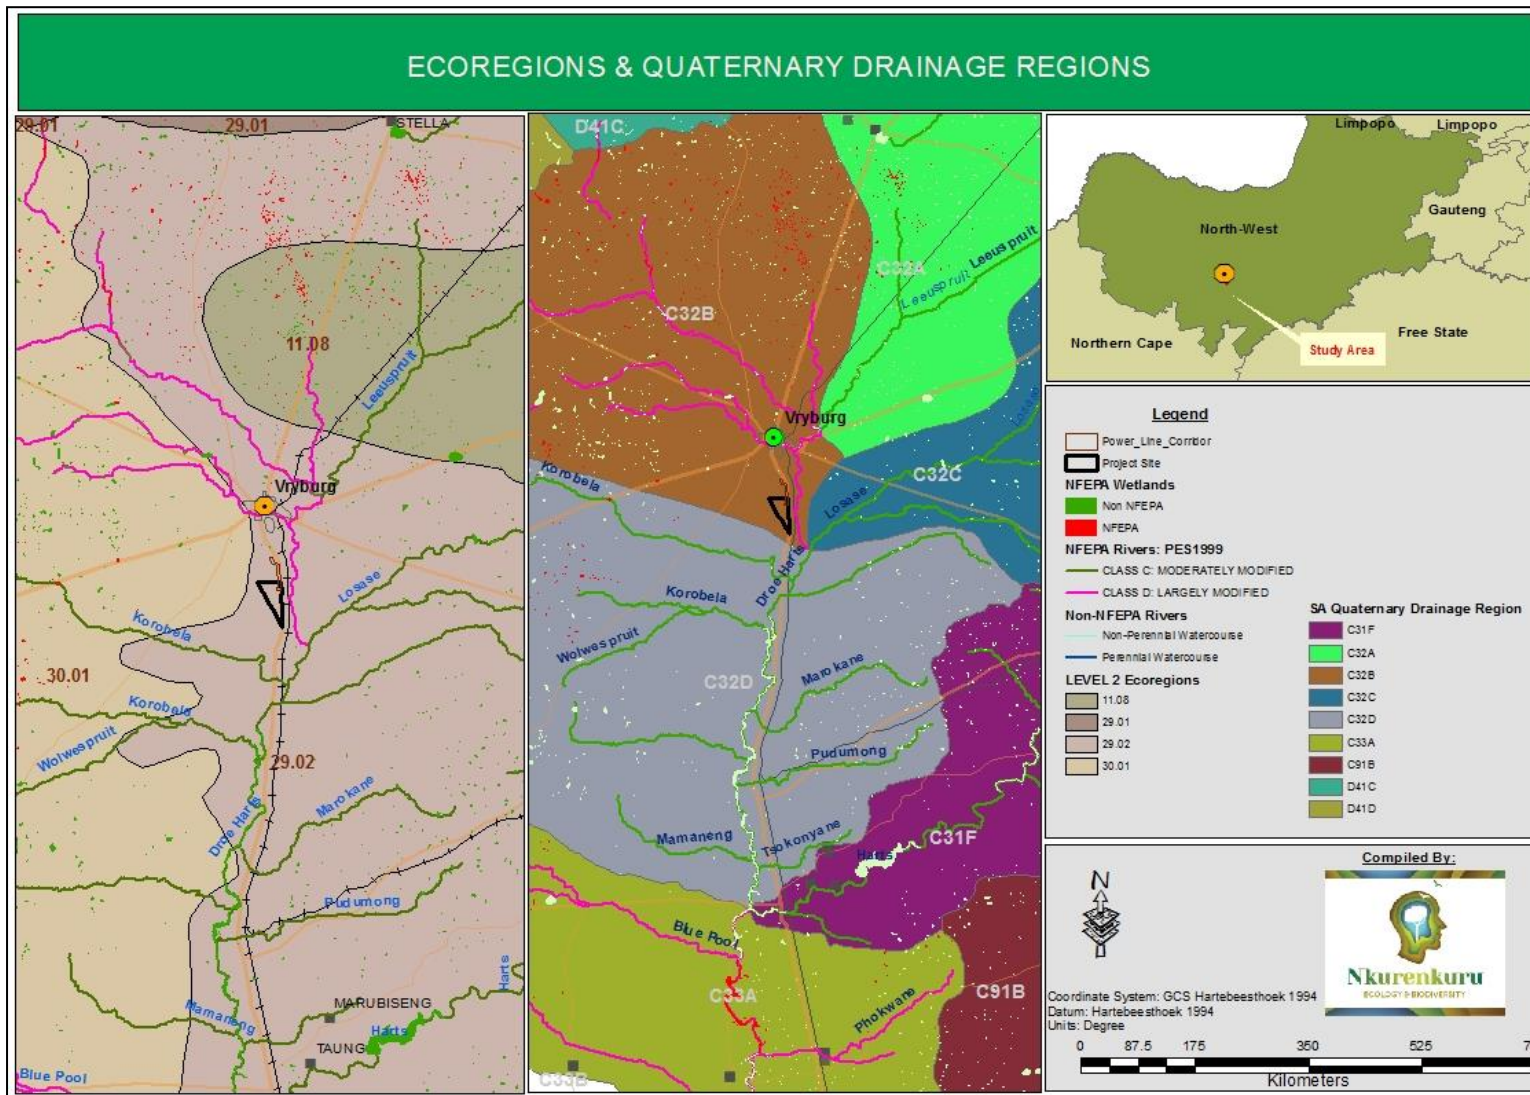 ECOREGIONS & QUATERNARY DRAINAGE REGIONS
29.01
29.01
STELLA
11.08
Leeuspruit
Vryburg
Losase
Korobela
30.01
Korobela
Wolwespruit
29.02
Marokane
Droe Harts
Pudumong
Harts
MARUBISENG
Mamaneng
Harts
TAUNG
Blue Pool
D41C
C32A
Leeuspruit
Leeuspruit
C32B
Losase
Vryburg
Korobela
C32C
Losase
Droe Harts
Korobela
Wolwespruit
Marokane
C32D
Pudumong
Mamaneng
Tsokonyane
C31F
Harts
Blue Pool
C33A
C91B
Phokwane
C33B
Limpopo
Limpopo
Gauteng
North-West
Free State
Northern Cape
Study Area
Legend
Power_Line_Corridor
Project Site
NFEPA Wetlands
Non NFEPA
NFEPA
NFEPA Rivers: PES1999
CLASS C: MODERATELY MODIFIED
CLASS D: LARGELY MODIFIED
Non-NFEPA Rivers
Non-Perennial Watercourse
Perennial Watercourse
LEVEL 2 Ecoregions
11.08
29.01
29.02
30.01
SA Quaternary Drainage Region
C31F
C32A
C32B
C32C
C32D
C33A
C91B
D41C
D41D
Compiled By:
N
Nkurenkuru
ECOLOGY & BIODIVERSITY
Coordinate System: GCS Hartebeesthoek 1994
Datum: Hartebeesthoek 1994
Units: Degree
0 87.5 175 350 525
Kilometers